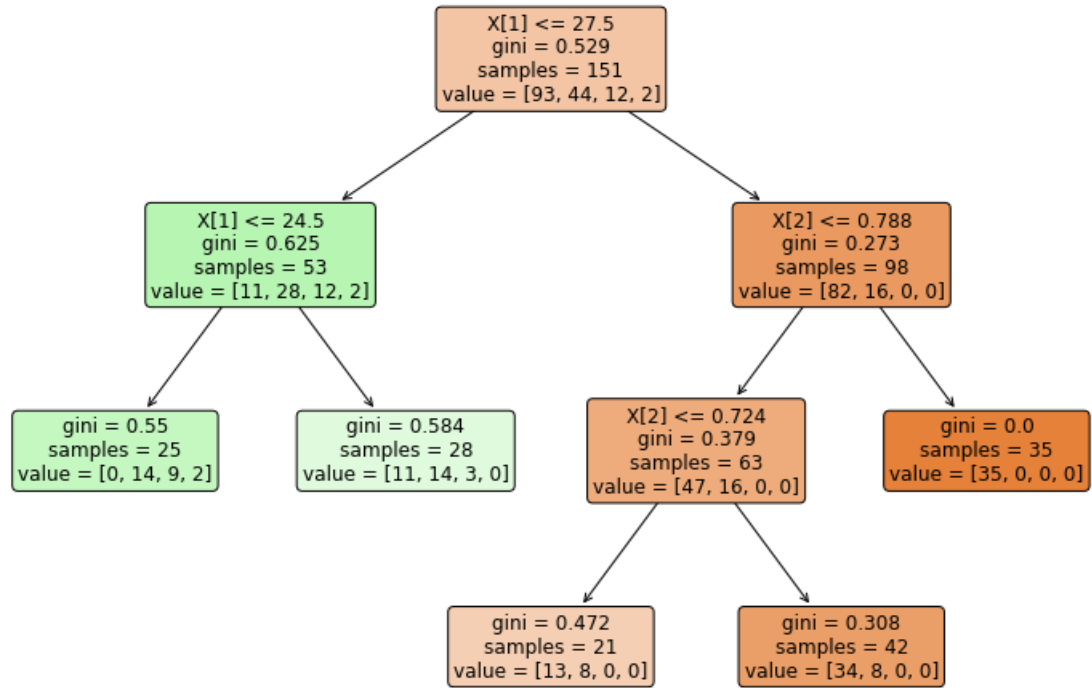 X[1] <= 27.5
gini = 0.529
samples = 151
value = [93, 44, 12, 2]
X[1] <= 24.5
gini = 0.625
samples = 53
value = [11, 28, 12, 2]
X[2] <= 0.788
gini = 0.273
samples = 98
value = [82, 16, 0, 0]
gini = 0.55
samples = 25
value = [0, 14, 9, 2]
gini = 0.584
samples = 28
value = [11, 14, 3, 0]
X[2] <= 0.724
gini = 0.379
samples = 63
value = [47, 16, 0, 0]
gini = 0.0
samples = 35
value = [35, 0, 0, 0]
gini = 0.472
samples = 21
value = [13, 8, 0, 0]
gini = 0.308
samples = 42
value = [34, 8, 0, 0]